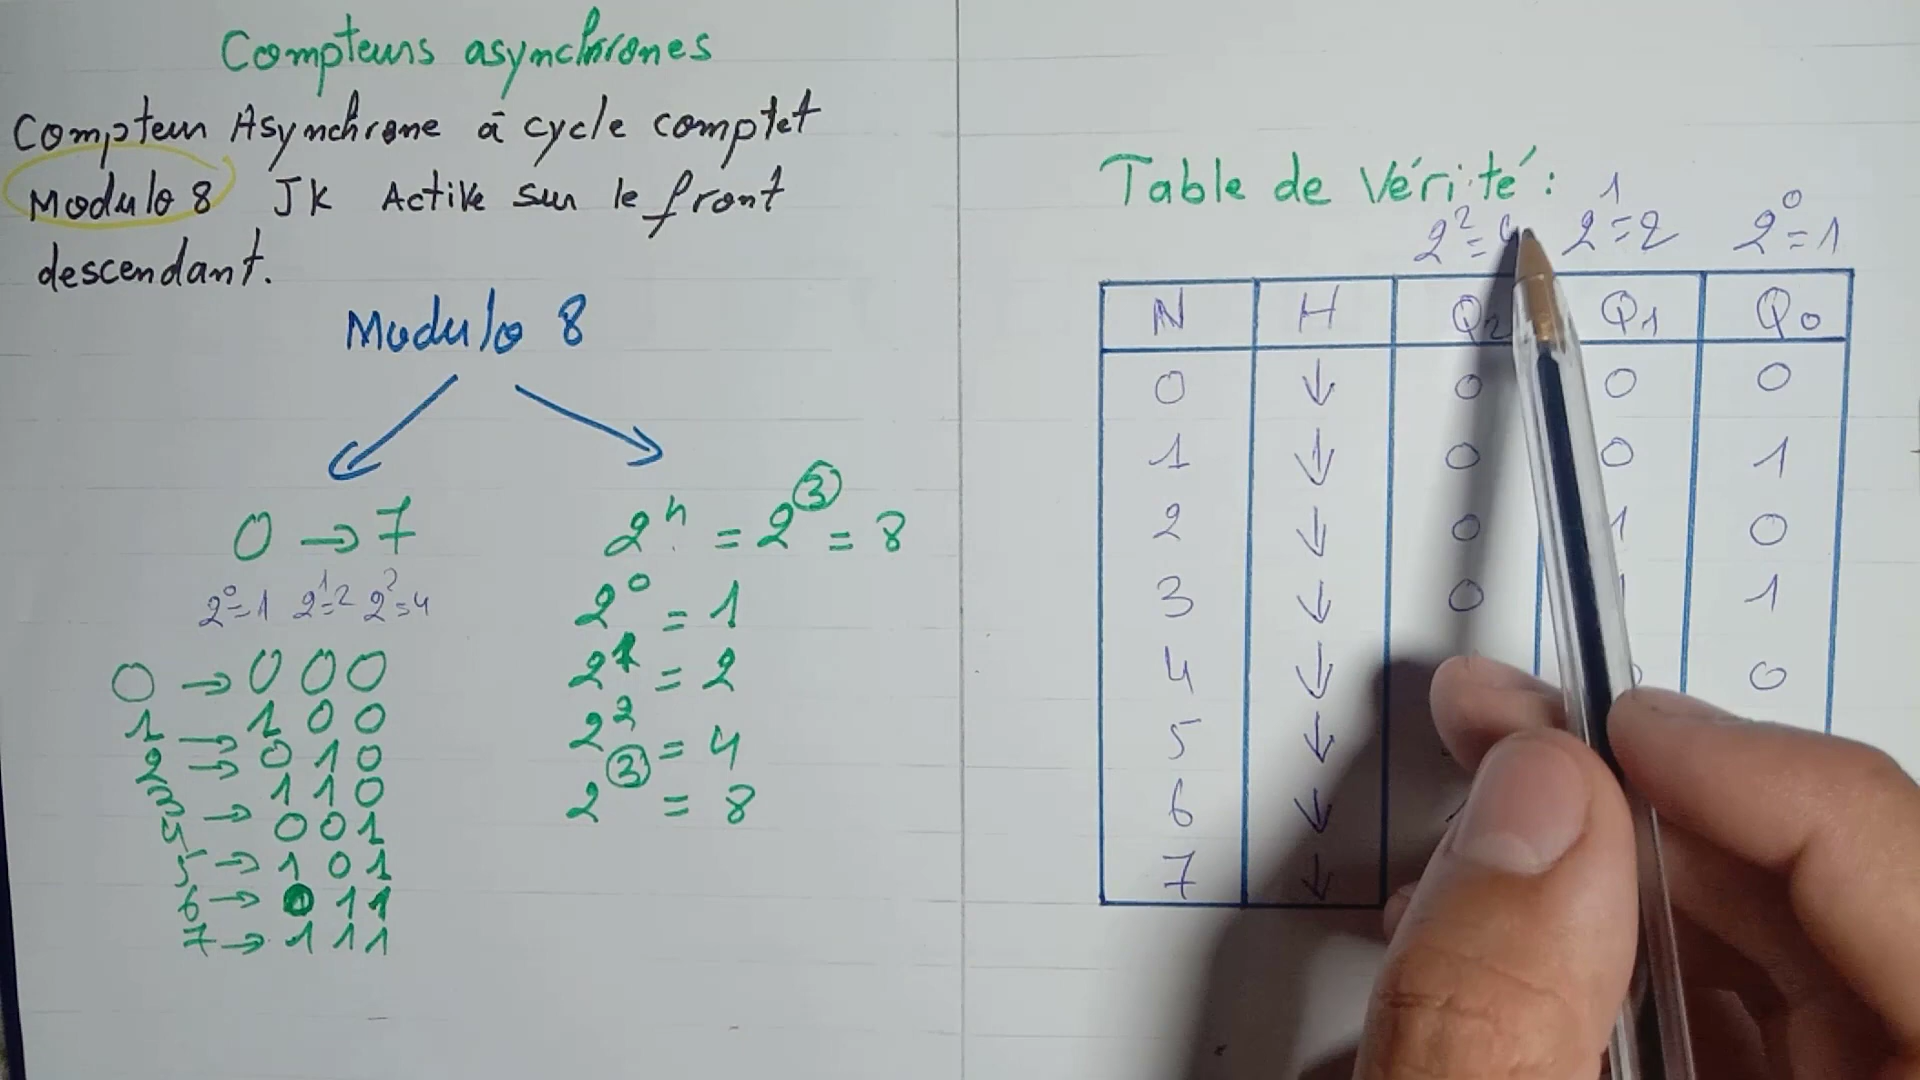 Compteurs asynchrones
Compteur Asynchrone à cycle complet
Modulo 8 JK Active sur le front
descendant.
Modulo 8
0 → 7
2⁰=1 2¹=2 2²=4
0 → 0 0 0
1 → 1 0 0
2 → 0 1 0
3 → 1 1 0
4 → 0 0 1
5 → 1 0 1
6 → 0 1 1
7 → 1 1 1
2ⁿ = 2³ = 8
2⁰ = 1
2¹ = 2
2² = 4
2³ = 8
Table de Vérité :
2²= 2¹=2 2⁰=1
N H Q2 Q1 Q0
0 ↓ 0 0 0
1 ↓ 0 0 1
2 ↓ 0 1 0
3 ↓ 0 1
4 ↓ 0
5 ↓
6 ↓
7 ↓